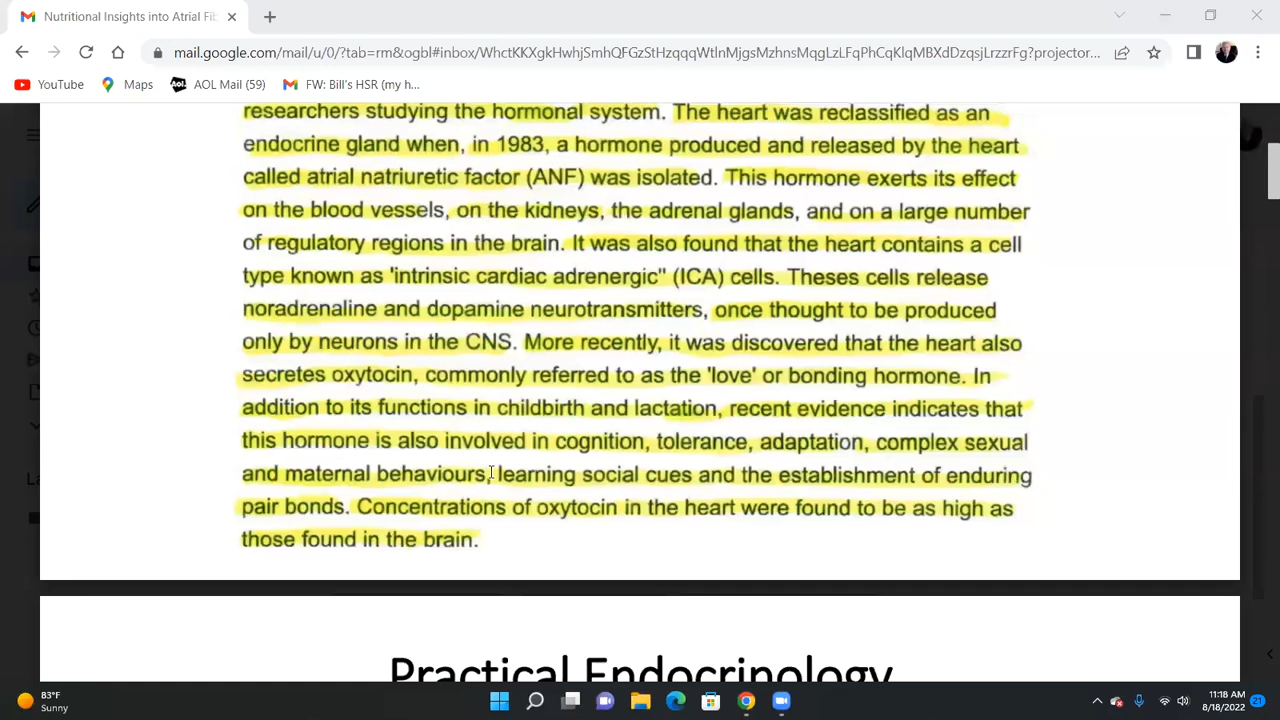 Nutritional Insights into Atrial Fib
mail.google.com/mail/u/0/?tab=rm&ogbl#inbox/
YouTube
Maps
AOL Mail (59)
FW: Bill's HSR (my h...
researchers studying the hormonal system. The heart was reclassified as an
endocrine gland when, in 1983, a hormone produced and released by the heart
called atrial natriuretic factor (ANF) was isolated. This hormone exerts its effect
on the blood vessels, on the kidneys, the adrenal glands, and on a large number
of regulatory regions in the brain. It was also found that the heart contains a cell
type known as 'intrinsic cardiac adrenergic" (ICA) cells. Theses cells release
noradrenaline and dopamine neurotransmitters, once thought to be produced
only by neurons in the CNS. More recently, it was discovered that the heart also
secretes oxytocin, commonly referred to as the 'love' or bonding hormone. In
addition to its functions in childbirth and lactation, recent evidence indicates that
this hormone is also involved in cognition, tolerance, adaptation, complex sexual
and maternal behaviours, learning social cues and the establishment of enduring
pair bonds. Concentrations of oxytocin in the heart were found to be as high as
those found in the brain.
Practical Endocrinology
83°F
Sunny
11:18 AM
8/18/2022
21